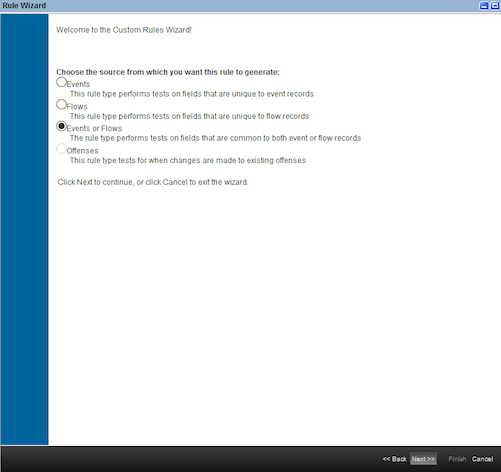 Rule Wizard
Welcome to the Custom Rules Wizard!
Choose the source from which you want this rule to generate:
Events
This rule type performs tests on fields that are unique to event records
Flows
This rule type performs tests on fields that are unique to flow records
Events or Flows
The rule type performs tests on fields that are common to both event or flow records
Offenses
This rule type tests for when changes are made to existing offenses
Click Next to continue, or click Cancel to exit the wizard.
<< Back Next >> Finish Cancel